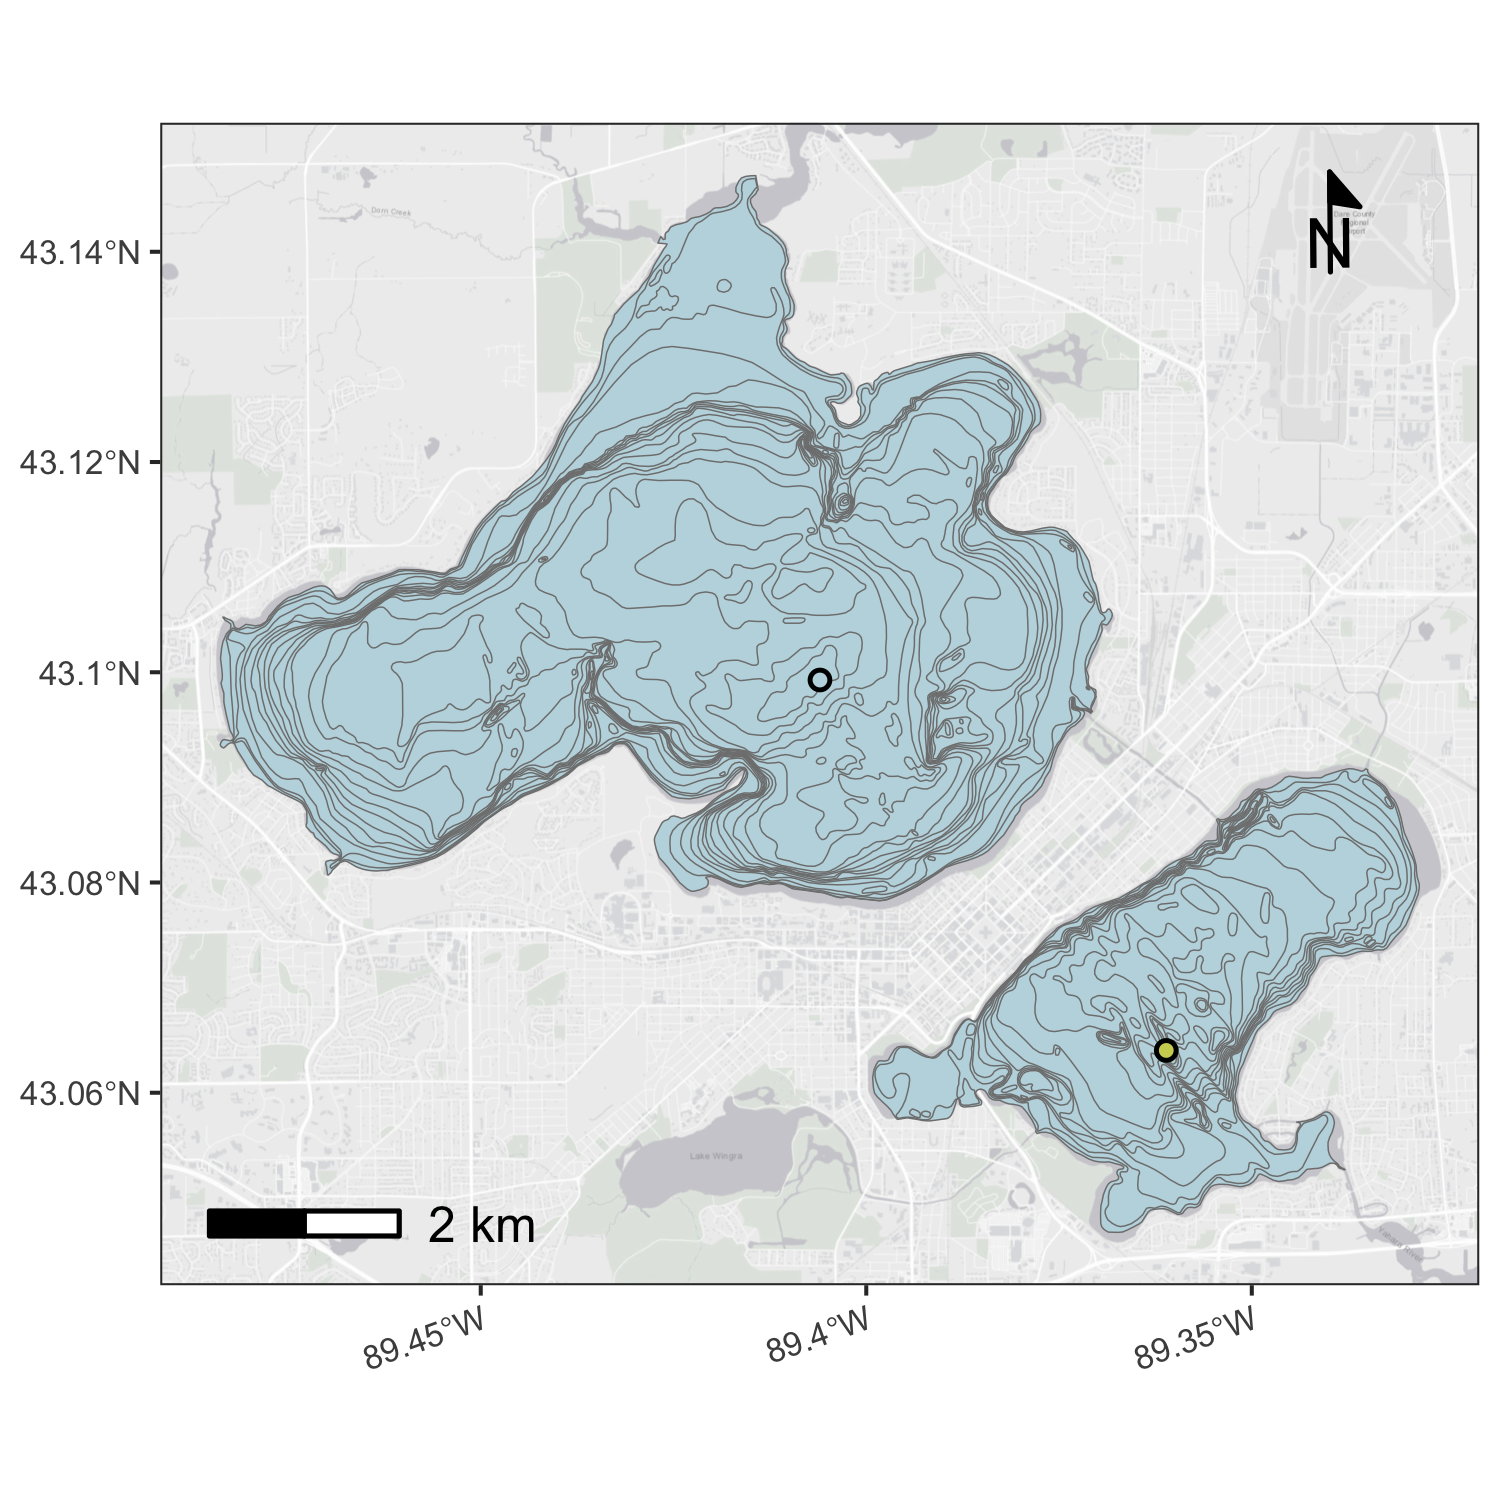 Dorn Creek
Dane County
Regional
Airport
N
43.14°N
43.12°N
43.1°N
43.08°N
43.06°N
Lake Wingra
2 km
89.45°W
89.4°W
89.35°W